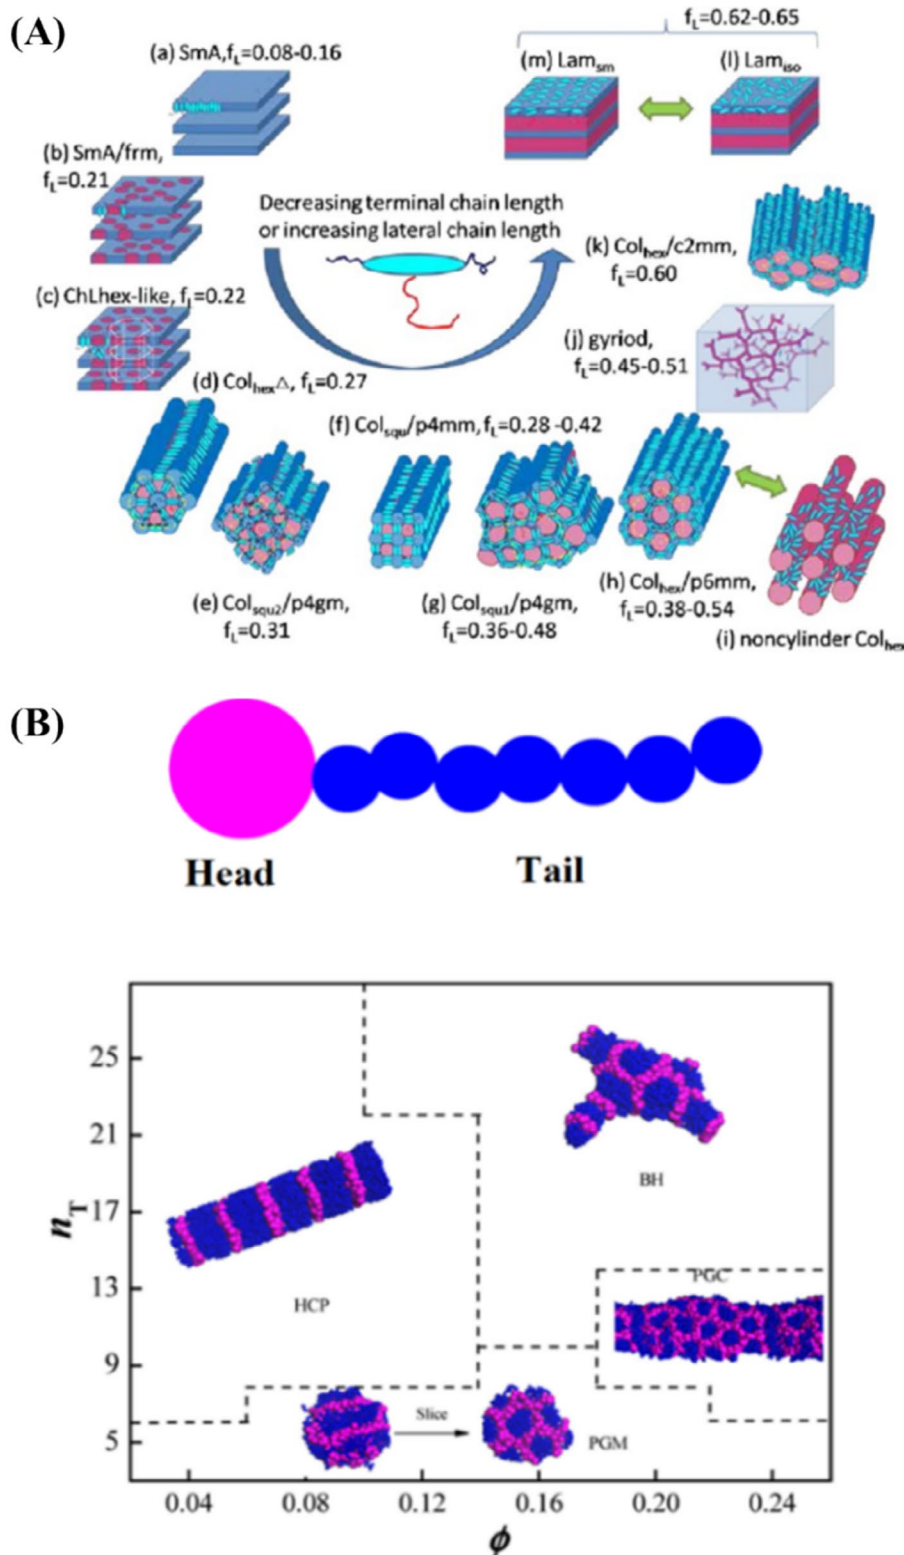 (A)
f_L=0.62-0.65
(a) SmA,f_L=0.08-0.16
(m) Lam_sm
(l) Lam_iso
(b) SmA/frm,
f_L=0.21
Decreasing terminal chain length
or increasing lateral chain length
(k) Col_hex/c2mm,
f_L=0.60
(c) ChLhex-like, f_L=0.22
(j) gyriod,
f_L=0.45-0.51
(d) Col_hex△, f_L=0.27
(f) Col_squ/p4mm, f_L=0.28 -0.42
(e) Col_squ2/p4gm,
f_L=0.31
(g) Col_squ1/p4gm,
f_L=0.36-0.48
(h) Col_hex/p6mm,
f_L=0.38-0.54
(i) noncylinder Col_hex
(B)
Head
Tail
25
21
17
13
9
5
n_T
BH
PGC
HCP
Slice
PGM
0.04
0.08
0.12
0.16
0.20
0.24
ϕ